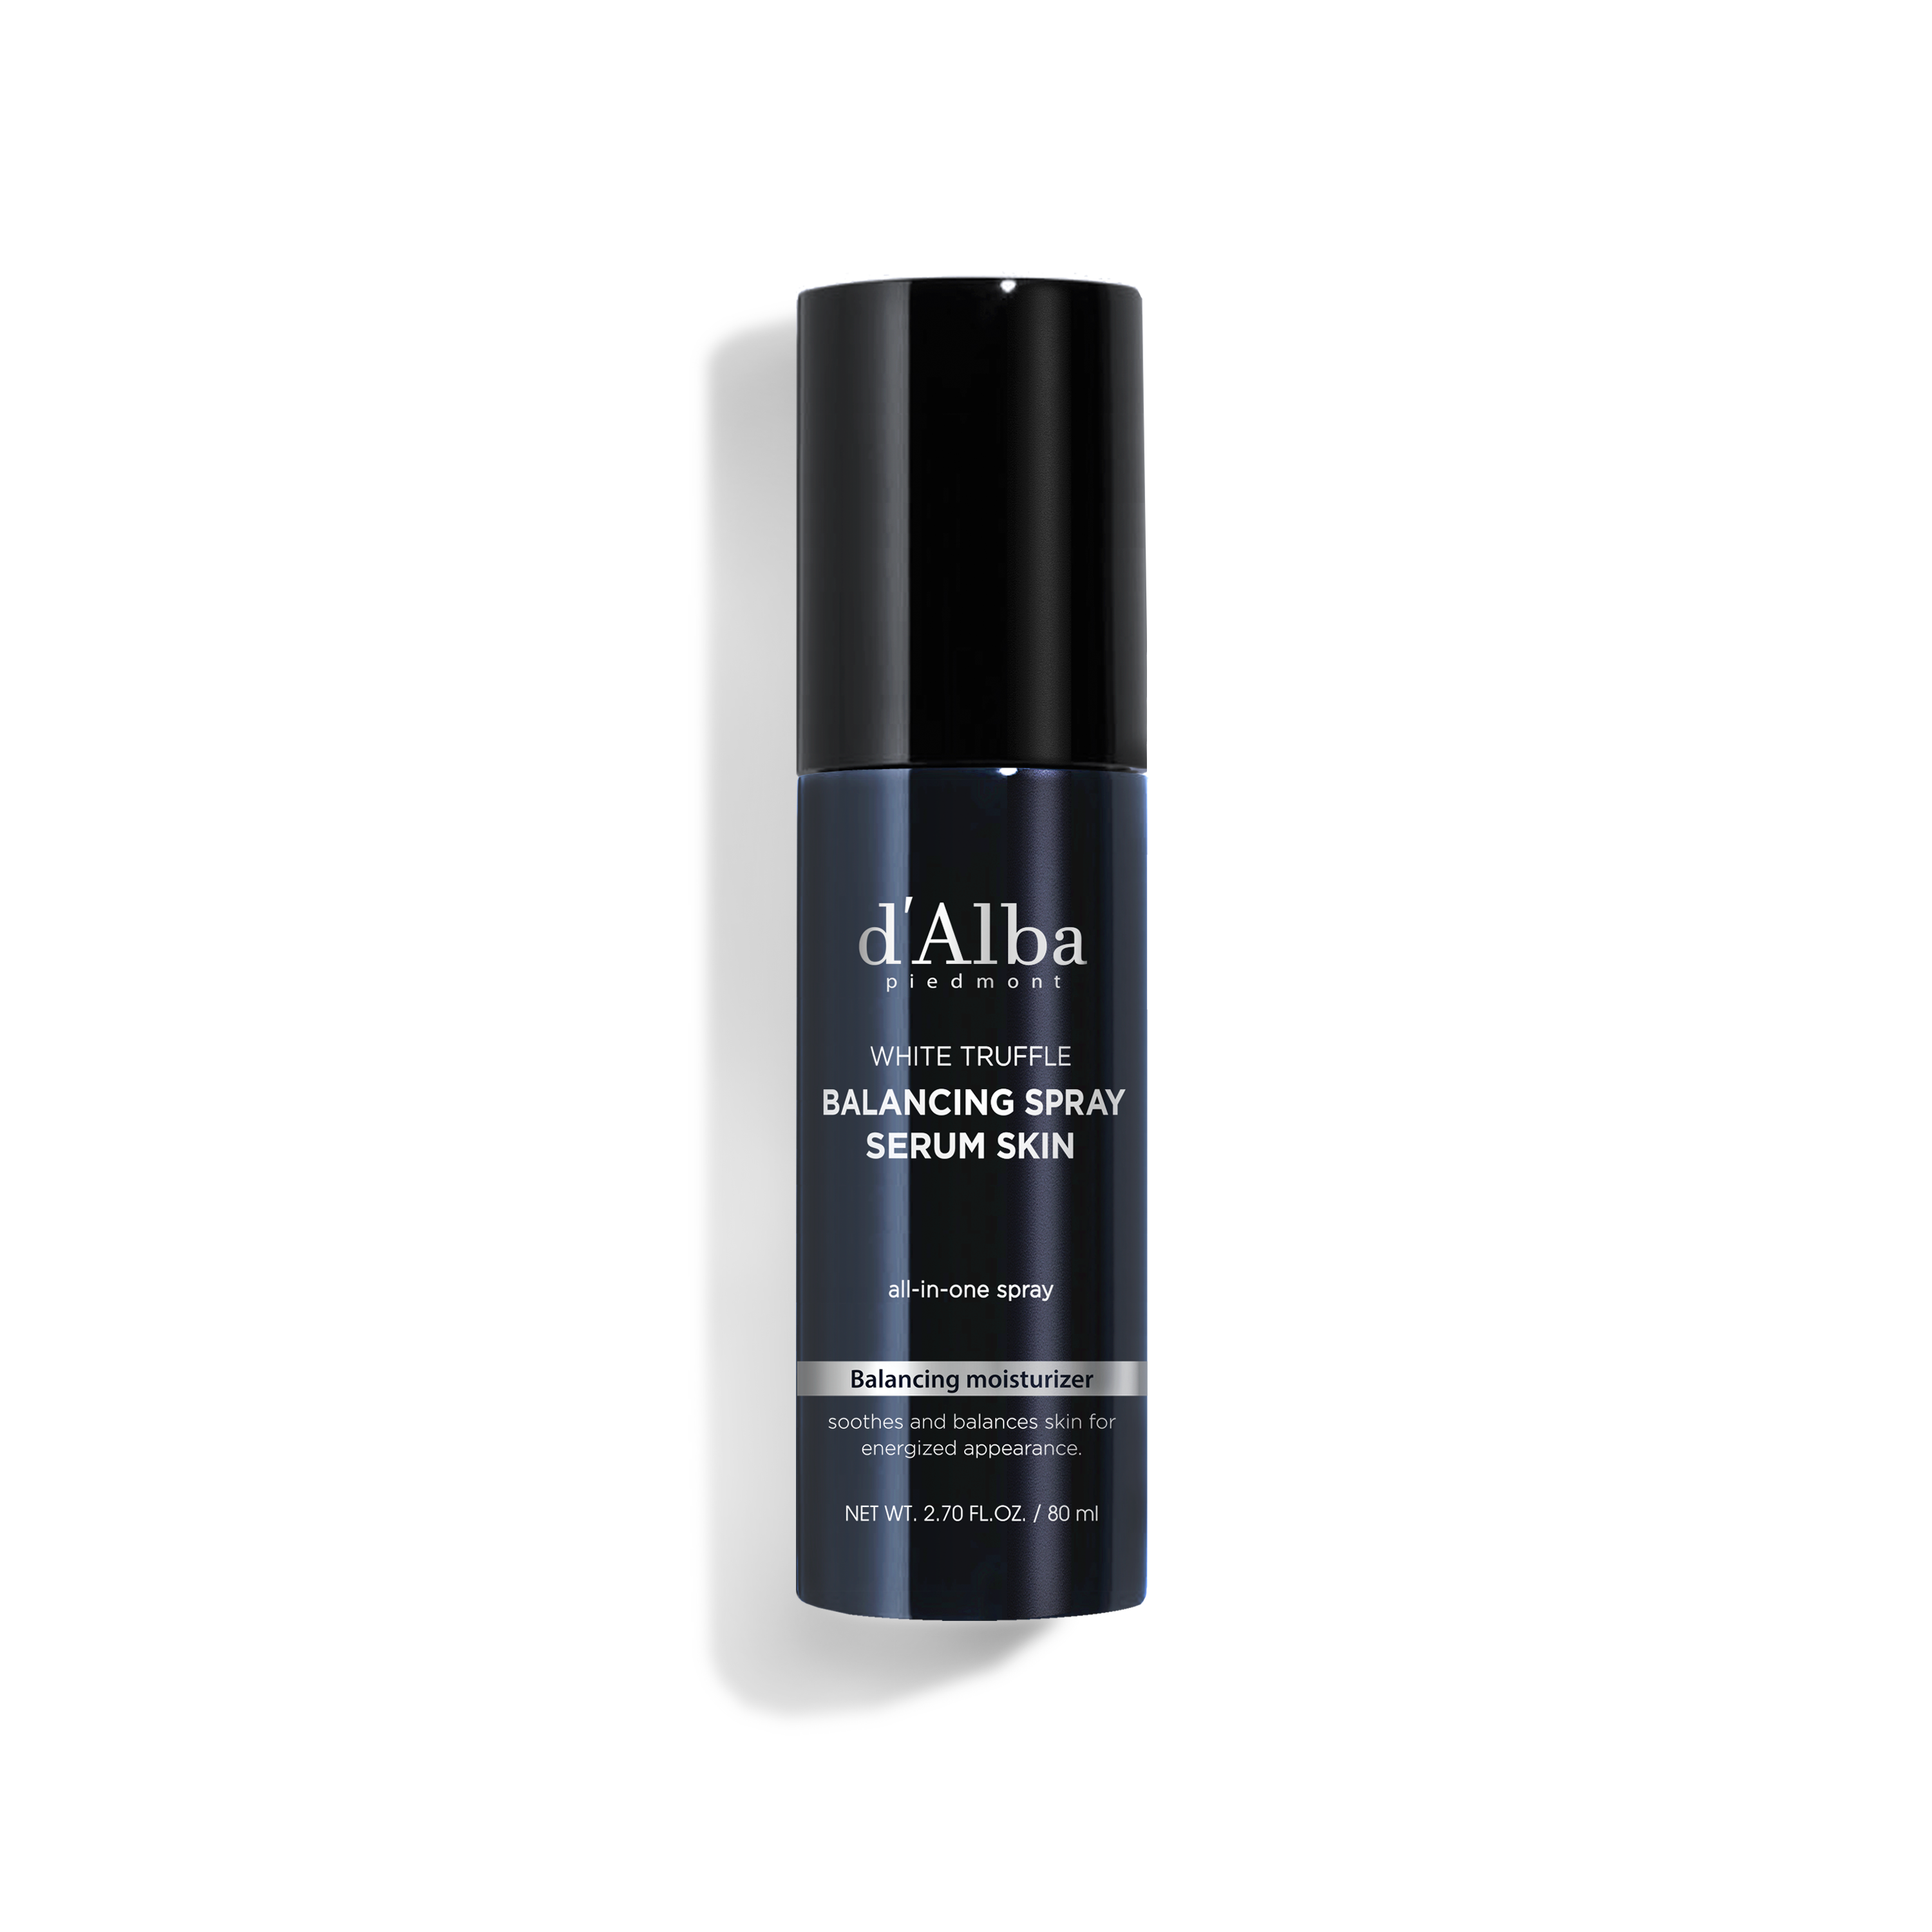 d'Alba
piedmont
WHITE TRUFFLE
BALANCING SPRAY
SERUM SKIN
all-in-one spray
Balancing moisturizer
soothes and balances skin for
energized appearance.
NET WT. 2.70 FL.OZ. / 80 ml